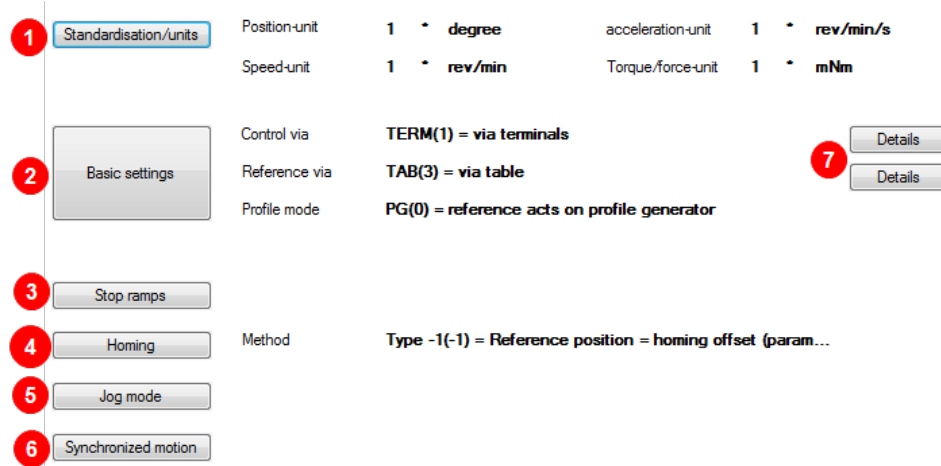 1 Standardisation/units Position-unit 1 * degree acceleration-unit 1 * rev/min/s
Speed-unit 1 * rev/min Torque/force-unit 1 * mNm
Control via TERM(1) = via terminals Details
2 Basic settings Reference via TAB(3) = via table 7 Details
Profile mode PG(0) = reference acts on profile generator
3 Stop ramps
4 Homing Method Type -1(-1) = Reference position = homing offset (param...
5 Jog mode
6 Synchronized motion